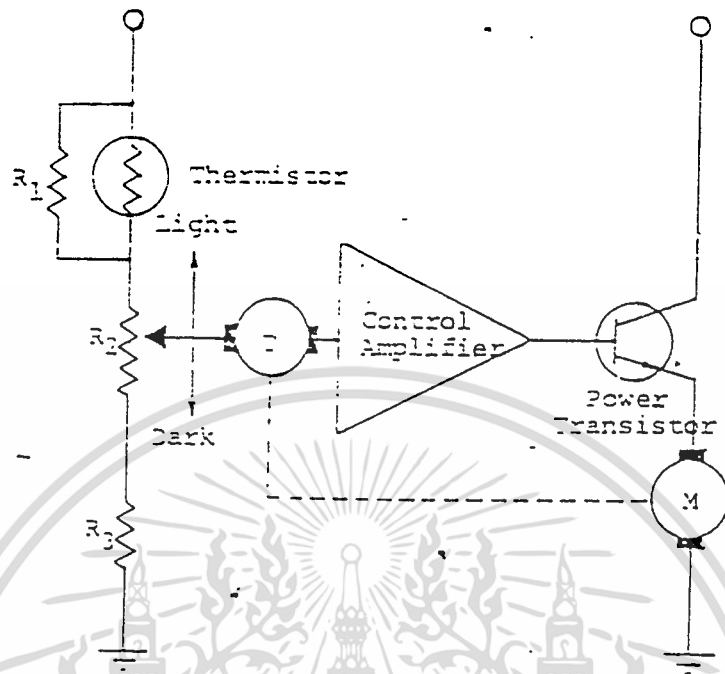 R1
Thermistor
Light
R2
Control
Amplifier
Power
Transistor
Dark
M
R3